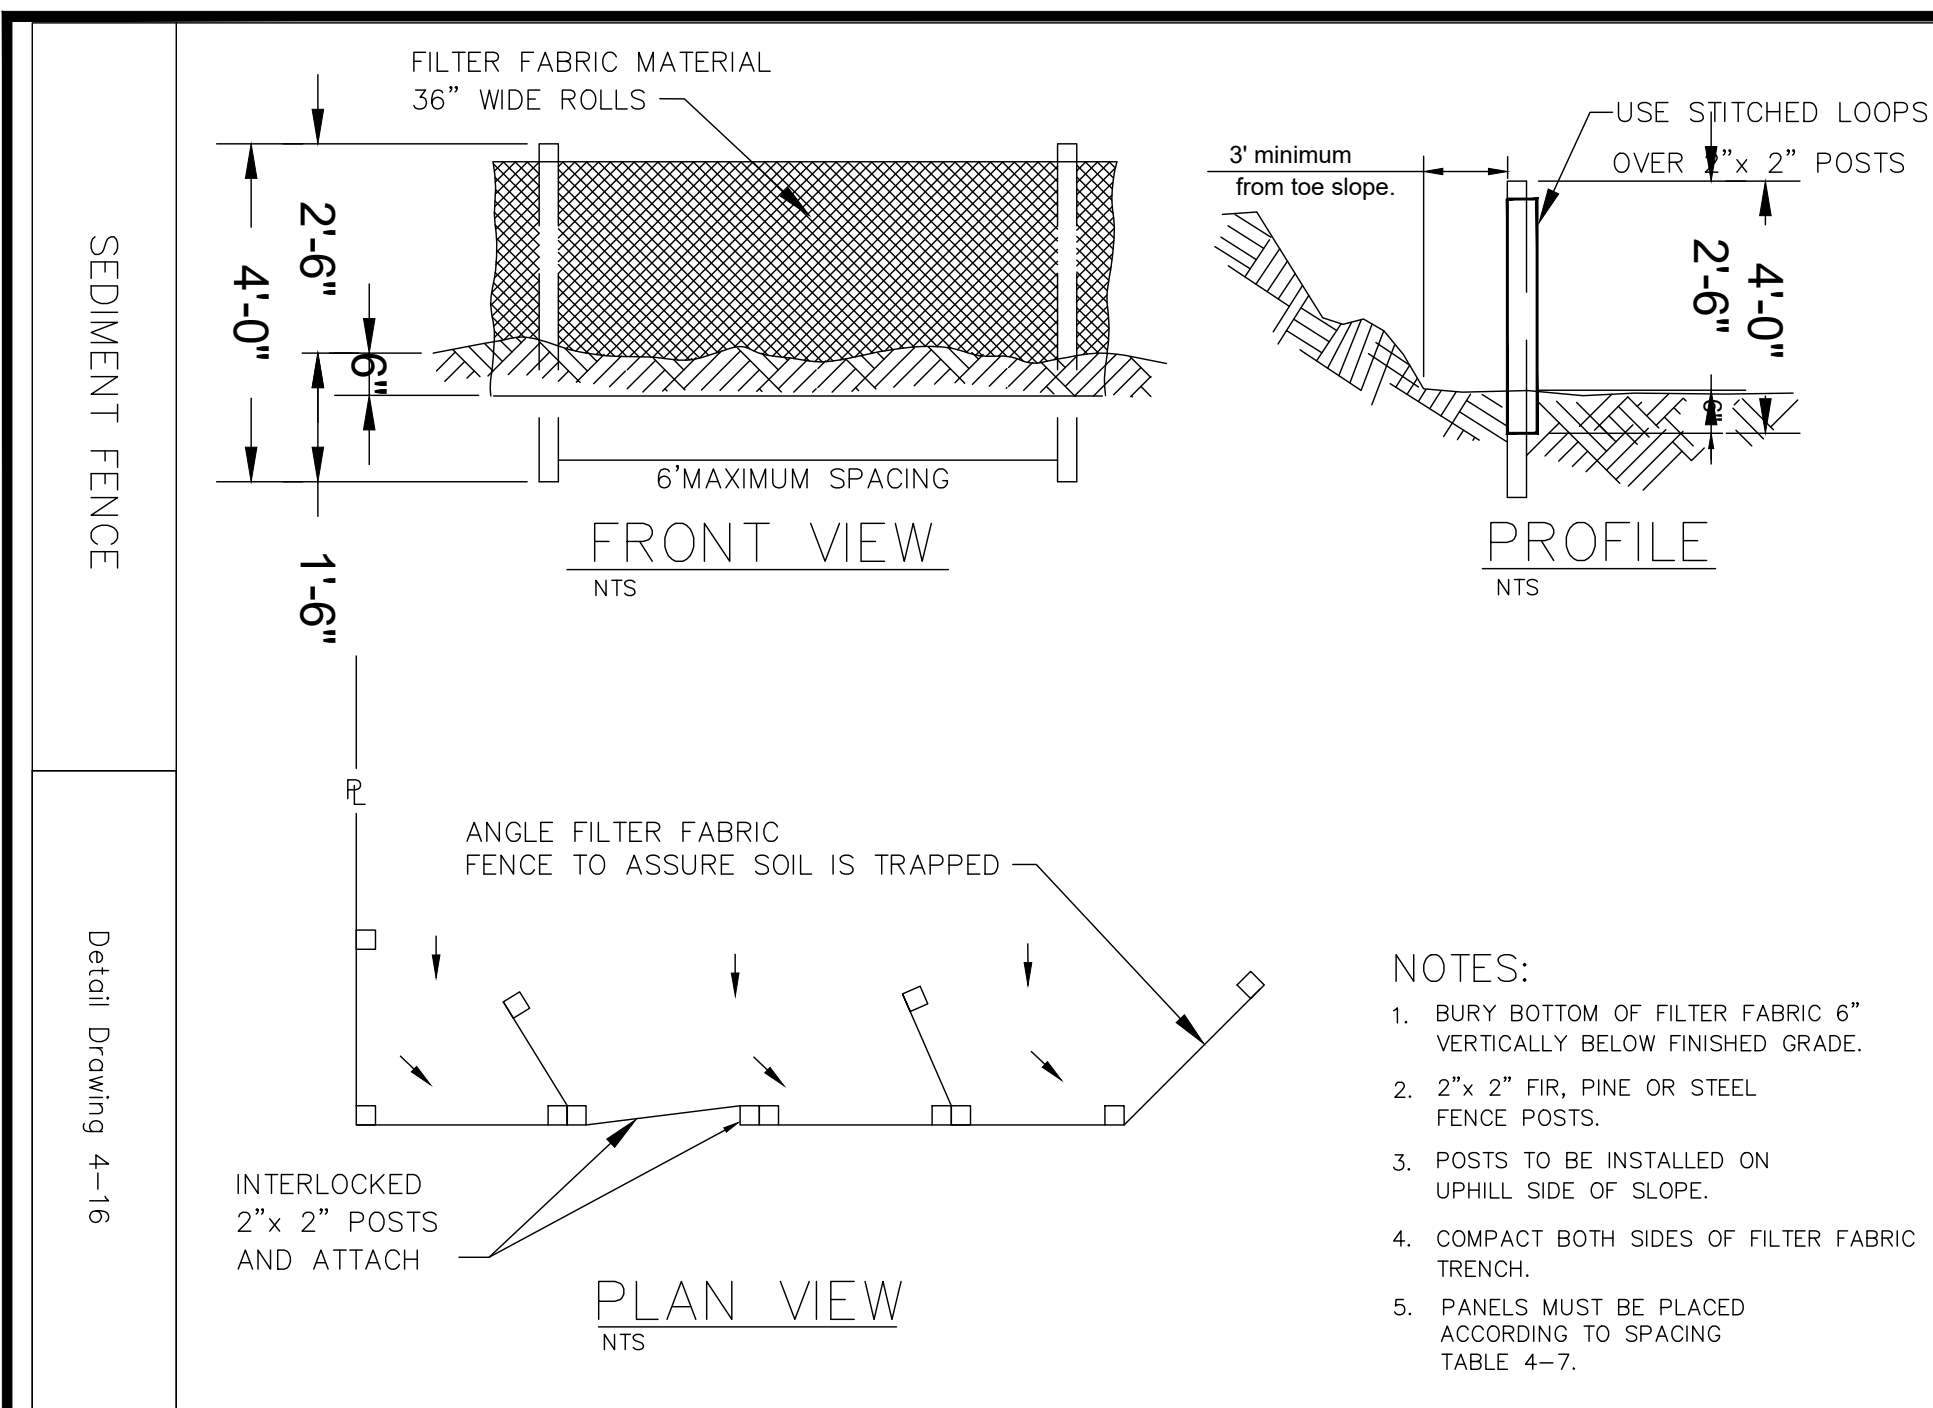 SEDIMENT FENCE
Detail Drawing 4-16
FILTER FABRIC MATERIAL
36" WIDE ROLLS
2'-6"
4'-0"
6"
1'-6"
6'MAXIMUM SPACING
FRONT VIEW
NTS
USE STITCHED LOOPS
OVER 2"x 2" POSTS
3' minimum
from toe slope.
2'-6"
4'-0"
6"
PROFILE
NTS
PL
ANGLE FILTER FABRIC
FENCE TO ASSURE SOIL IS TRAPPED
INTERLOCKED
2"x 2" POSTS
AND ATTACH
PLAN VIEW
NTS
NOTES:
1. BURY BOTTOM OF FILTER FABRIC 6"
VERTICALLY BELOW FINISHED GRADE.
2. 2"x 2" FIR, PINE OR STEEL
FENCE POSTS.
3. POSTS TO BE INSTALLED ON
UPHILL SIDE OF SLOPE.
4. COMPACT BOTH SIDES OF FILTER FABRIC
TRENCH.
5. PANELS MUST BE PLACED
ACCORDING TO SPACING
TABLE 4-7.